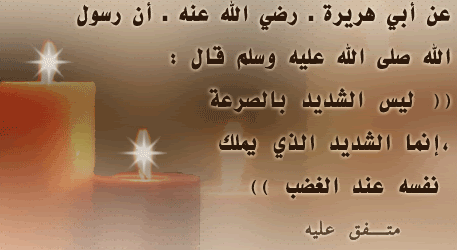 عن أبي هريرة . رضي الله عنه . أن رسول
الله صلى الله عليه وسلم قال :
(( ليس الشديد بالصرعة
،إنما الشديد الذي يملك
نفسه عند الغضب ))
متــفق عليه